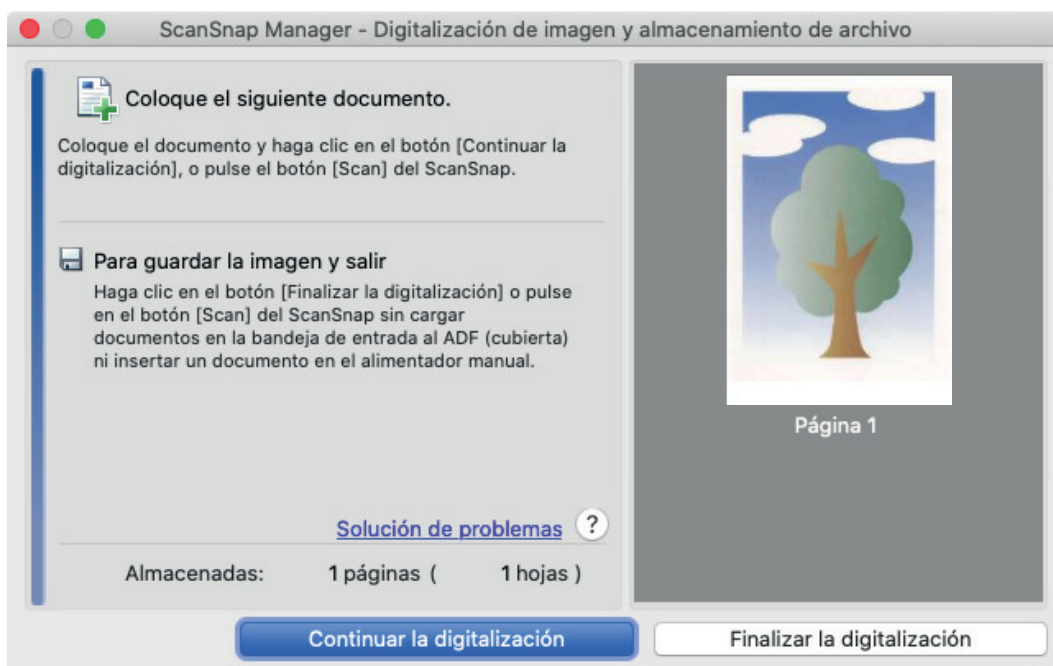 ScanSnap Manager - Digitalización de imagen y almacenamiento de archivo
Coloque el siguiente documento.
Coloque el documento y haga clic en el botón [Continuar la
digitalización], o pulse el botón [Scan] del ScanSnap.
Para guardar la imagen y salir
Haga clic en el botón [Finalizar la digitalización] o pulse
en el botón [Scan] del ScanSnap sin cargar
documentos en la bandeja de entrada al ADF (cubierta)
ni insertar un documento en el alimentador manual.
Solución de problemas ?
Almacenadas: 1 páginas ( 1 hojas )
Página 1
Continuar la digitalización
Finalizar la digitalización